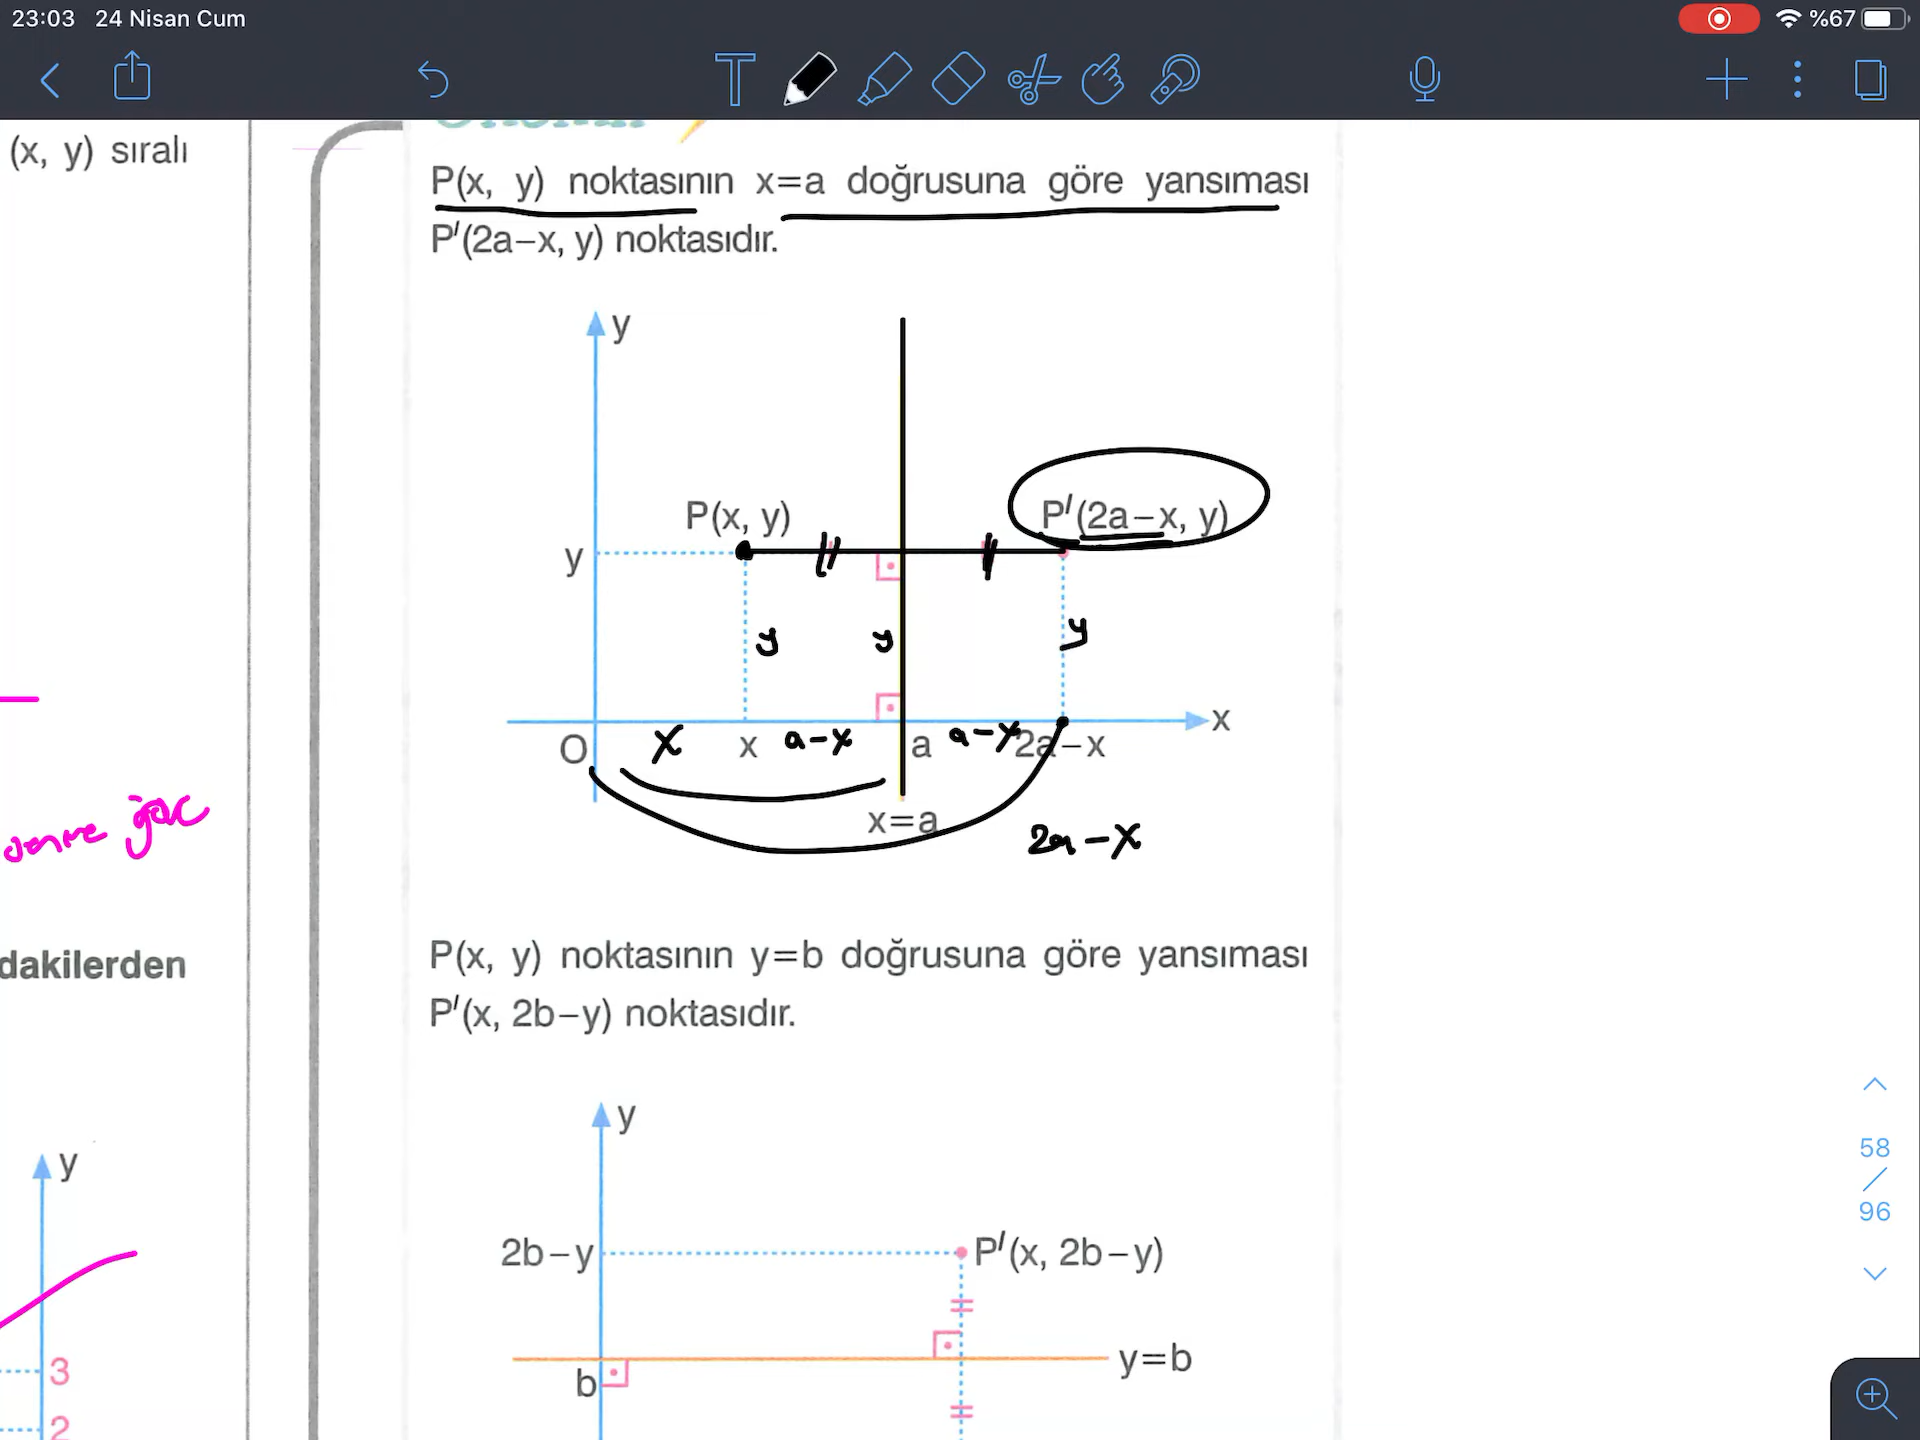 23:03 24 Nisan Cum
%67
(x, y) sıralı
P(x, y) noktasının x=a doğrusuna göre yansıması
P'(2a−x, y) noktasıdır.
y
P(x, y)
P'(2a−x, y)
y
y
y
y
O
x
x
a-x
a
a-x
2a−x
x
x=a
2a-x
dakilerden
P(x, y) noktasının y=b doğrusuna göre yansıması
P'(x, 2b−y) noktasıdır.
y
y
2b−y
P'(x, 2b−y)
y=b
b
3
2
58
/
96